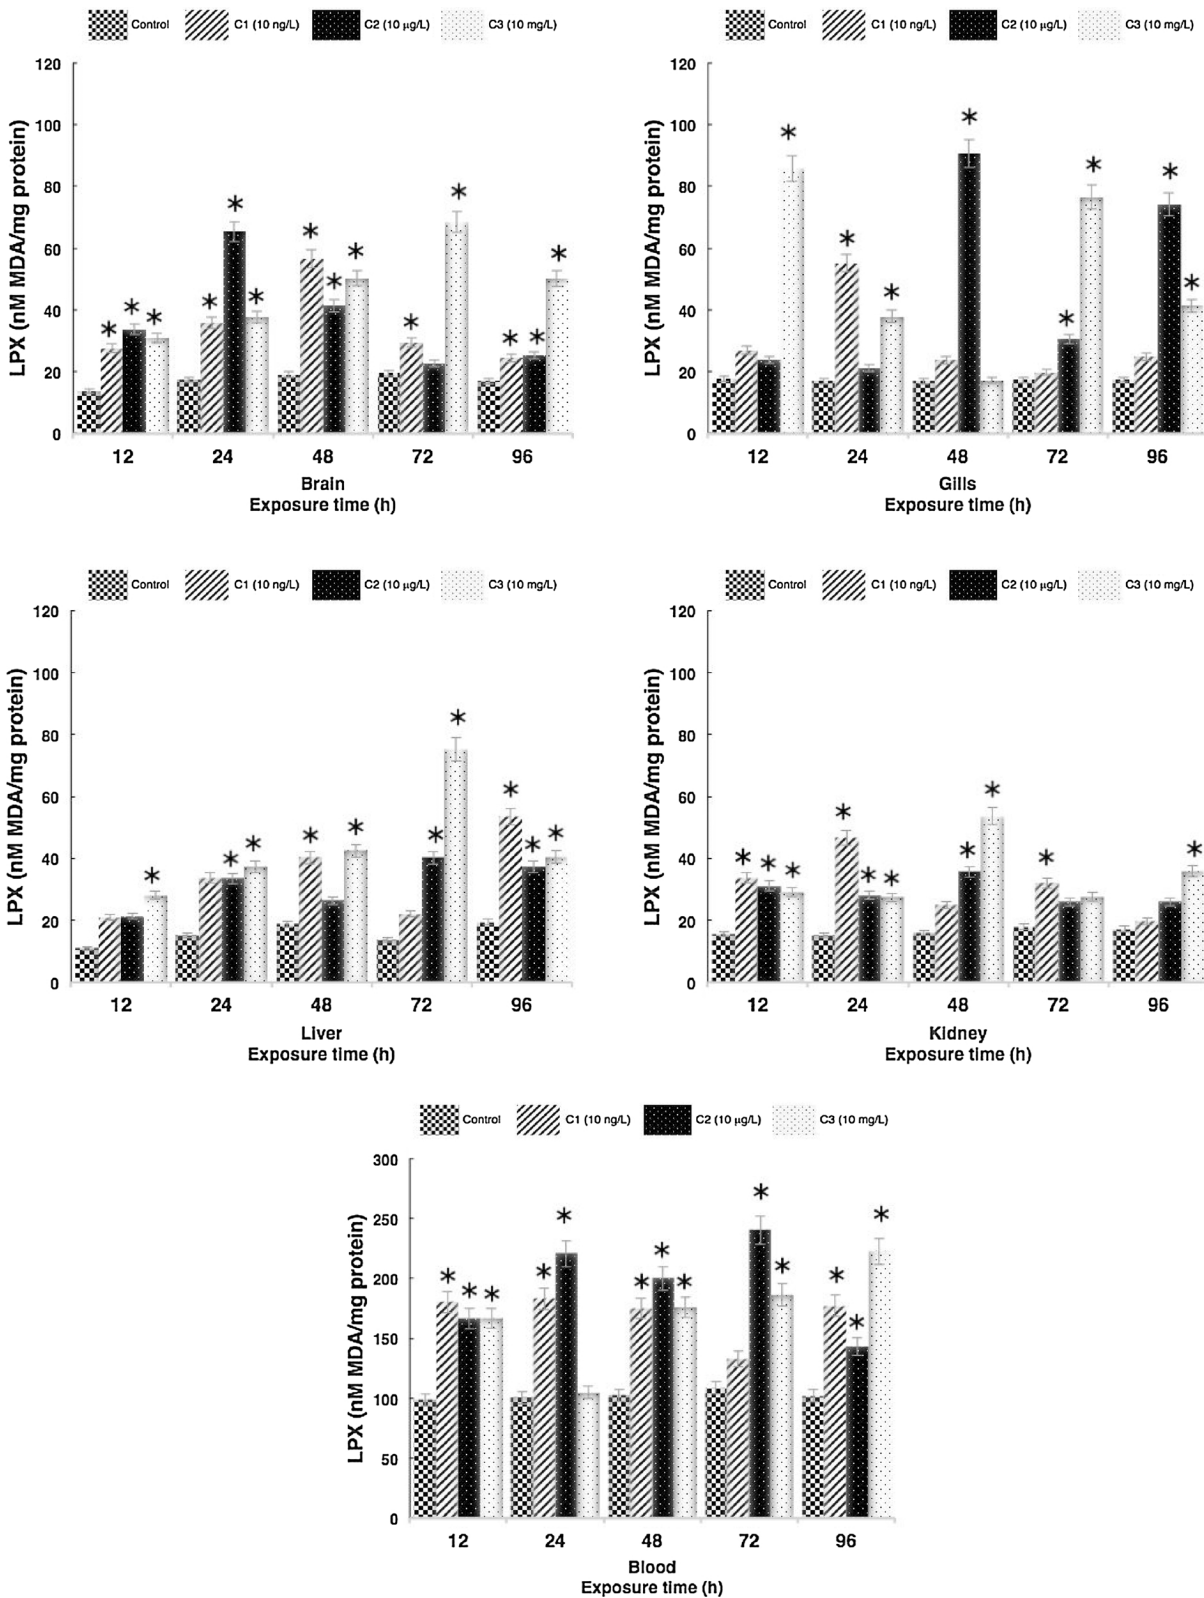 Control C1 (10 ng/L) C2 (10 µg/L) C3 (10 mg/L)
LPX (nM MDA/mg protein)
120
100
80
60
40
20
0
* * * * * * * * * * * * * *
12 24 48 72 96
Brain
Exposure time (h)
Control C1 (10 ng/L) C2 (10 µg/L) C3 (10 mg/L)
LPX (nM MDA/mg protein)
120
100
80
60
40
20
0
* * * * * * * *
12 24 48 72 96
Gills
Exposure time (h)
Control C1 (10 ng/L) C2 (10 µg/L) C3 (10 mg/L)
LPX (nM MDA/mg protein)
120
100
80
60
40
20
0
* * * * * * * * * *
12 24 48 72 96
Liver
Exposure time (h)
Control C1 (10 ng/L) C2 (10 µg/L) C3 (10 mg/L)
LPX (nM MDA/mg protein)
120
100
80
60
40
20
0
* * * * * * * * * *
12 24 48 72 96
Kidney
Exposure time (h)
Control C1 (10 ng/L) C2 (10 µg/L) C3 (10 mg/L)
LPX (nM MDA/mg protein)
300
250
200
150
100
50
0
* * * * * * * * * * * * *
12 24 48 72 96
Blood
Exposure time (h)